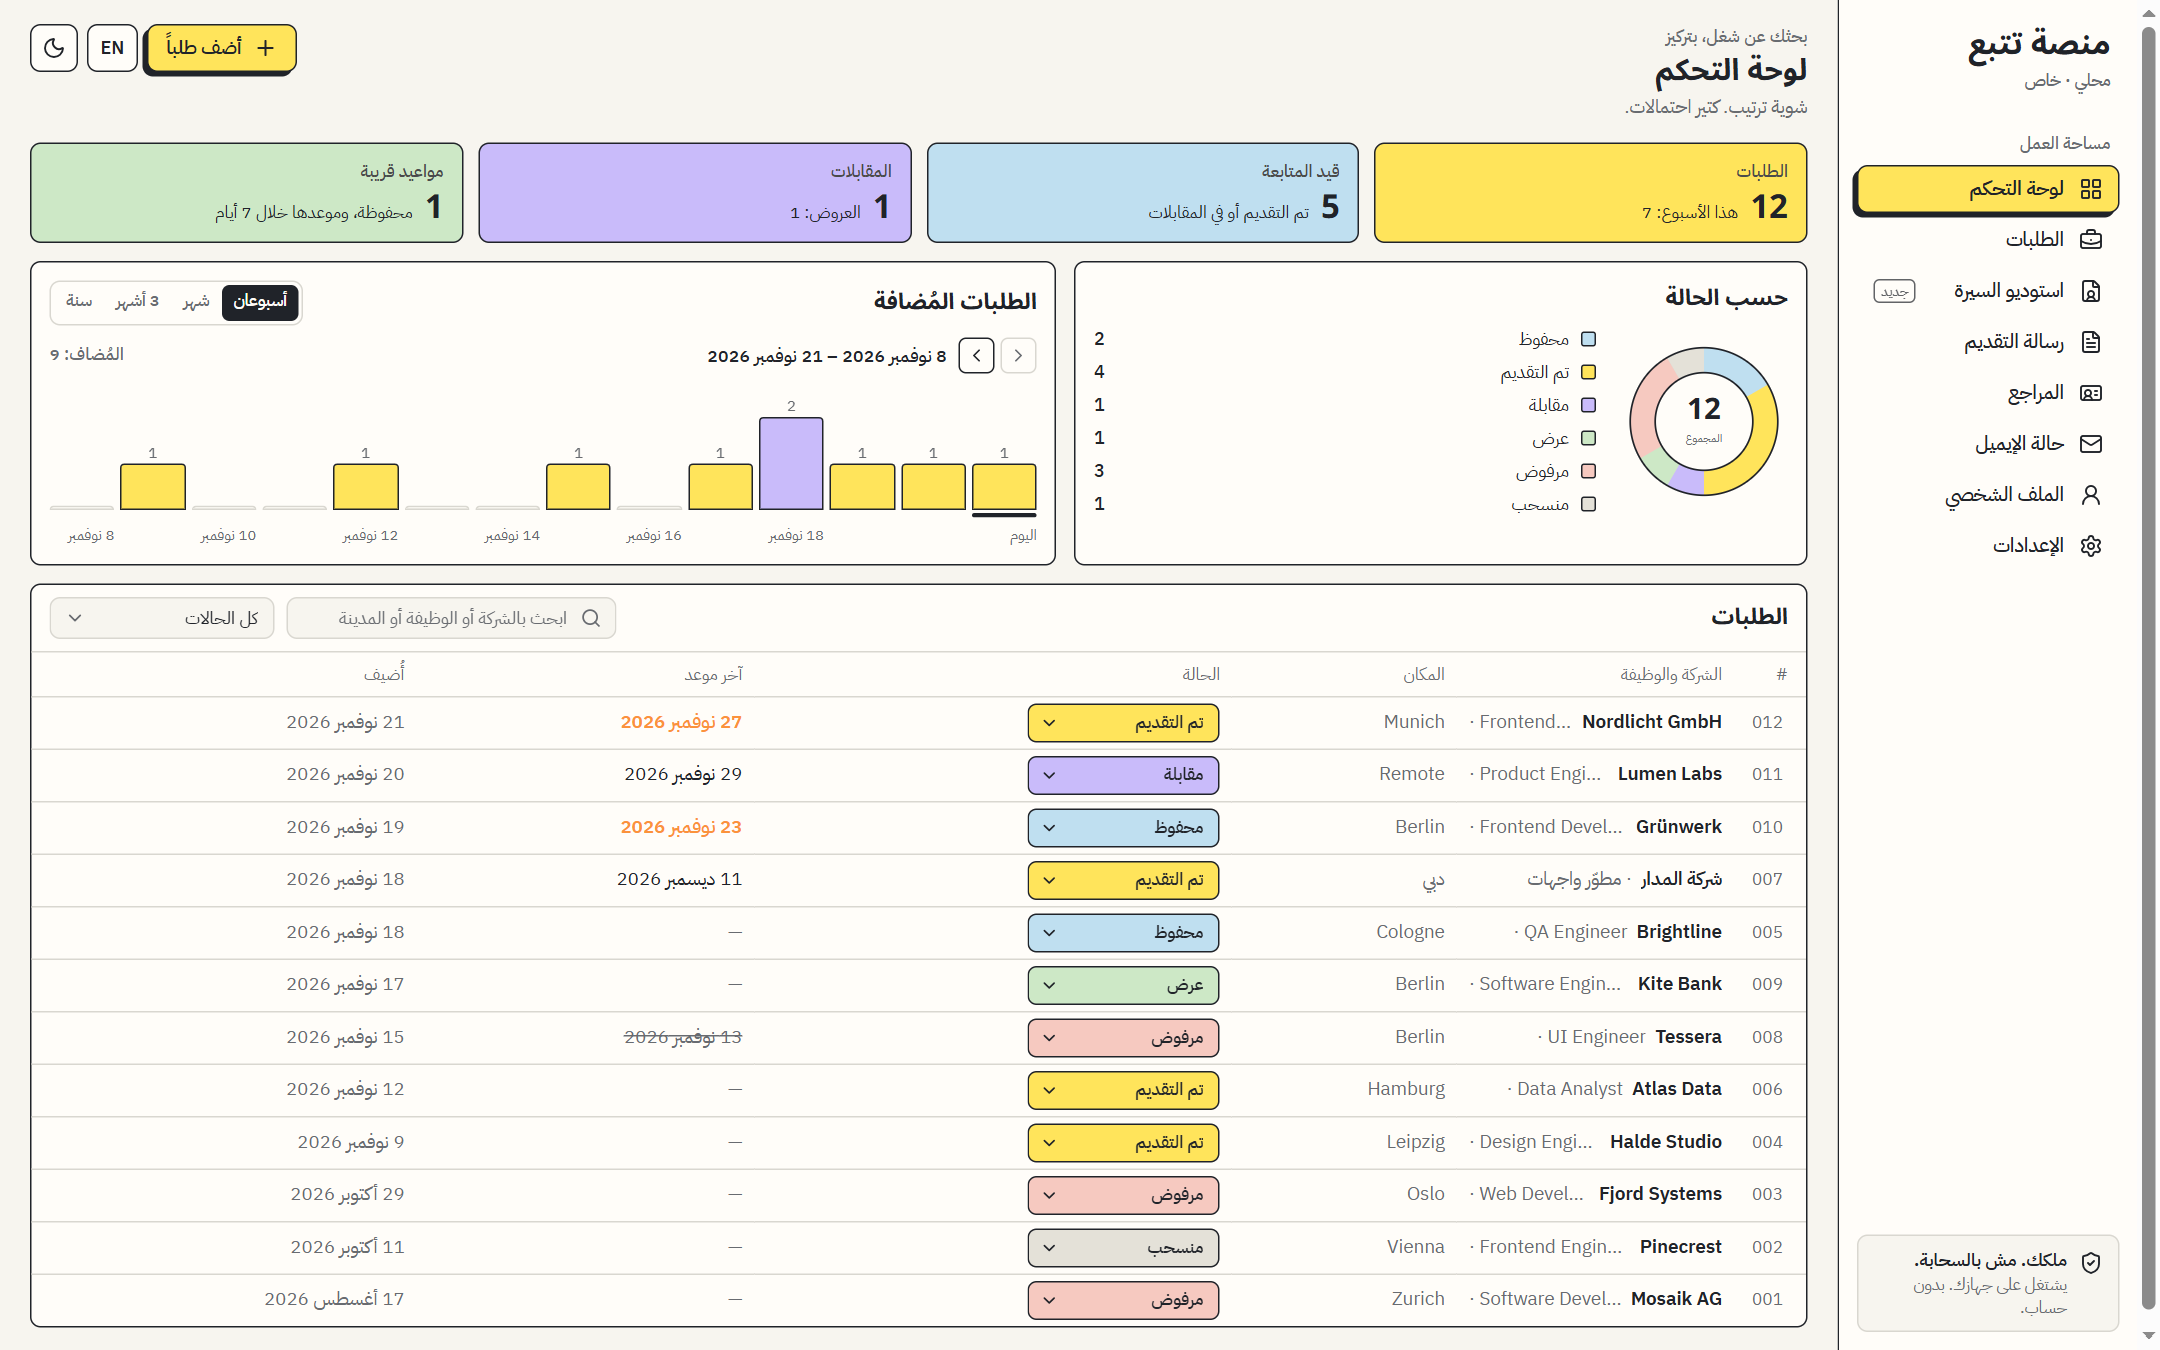 منصة تتبع
محلي · خاص
مساحة العمل
لوحة التحكم
الطلبات
استوديو السيرة جديد
رسالة التقديم
المراجع
حالة الإيميل
الملف الشخصي
الإعدادات
ملكك. مش بالسحابة.
يشتغل على جهازك. بدون
حساب.
بحثك عن شغل، بتركيز
لوحة التحكم
شوية ترتيب. كتير احتمالات.
أضف طلباً
EN
الطلبات
12 هذا الأسبوع: 7
قيد المتابعة
5 تم التقديم أو في المقابلات
المقابلات
1 العروض: 1
مواعيد قريبة
1 محفوظة، وموعدها خلال 7 أيام
حسب الحالة
12
المجموع
محفوظ 2
تم التقديم 4
مقابلة 1
عرض 1
مرفوض 3
منسحب 1
الطلبات المُضافة
أسبوعان شهر 3 أشهر سنة
8 نوفمبر 2026 – 21 نوفمبر 2026
المُضاف: 9
1 1 1 2 1 1 1 1
اليوم 18 نوفمبر 16 نوفمبر 14 نوفمبر 12 نوفمبر 10 نوفمبر 8 نوفمبر
الطلبات
ابحث بالشركة أو الوظيفة أو المدينة
كل الحالات
# الشركة والوظيفة المكان الحالة آخر موعد أُضيف
012 Nordlicht GmbH · Frontend... Munich تم التقديم 27 نوفمبر 2026 21 نوفمبر 2026
011 Lumen Labs · Product Engi... Remote مقابلة 29 نوفمبر 2026 20 نوفمبر 2026
010 Grünwerk · Frontend Devel... Berlin محفوظ 23 نوفمبر 2026 19 نوفمبر 2026
007 شركة المدار · مطوّر واجهات دبي تم التقديم 11 ديسمبر 2026 18 نوفمبر 2026
005 Brightline · QA Engineer Cologne محفوظ — 18 نوفمبر 2026
009 Kite Bank · Software Engin... Berlin عرض — 17 نوفمبر 2026
008 Tessera · UI Engineer Berlin مرفوض 13 نوفمبر 2026 15 نوفمبر 2026
006 Atlas Data · Data Analyst Hamburg تم التقديم — 12 نوفمبر 2026
004 Halde Studio · Design Engi... Leipzig تم التقديم — 9 نوفمبر 2026
003 Fjord Systems · Web Devel... Oslo مرفوض — 29 أكتوبر 2026
002 Pinecrest · Frontend Engin... Vienna منسحب — 11 أكتوبر 2026
001 Mosaik AG · Software Devel... Zurich مرفوض — 17 أغسطس 2026